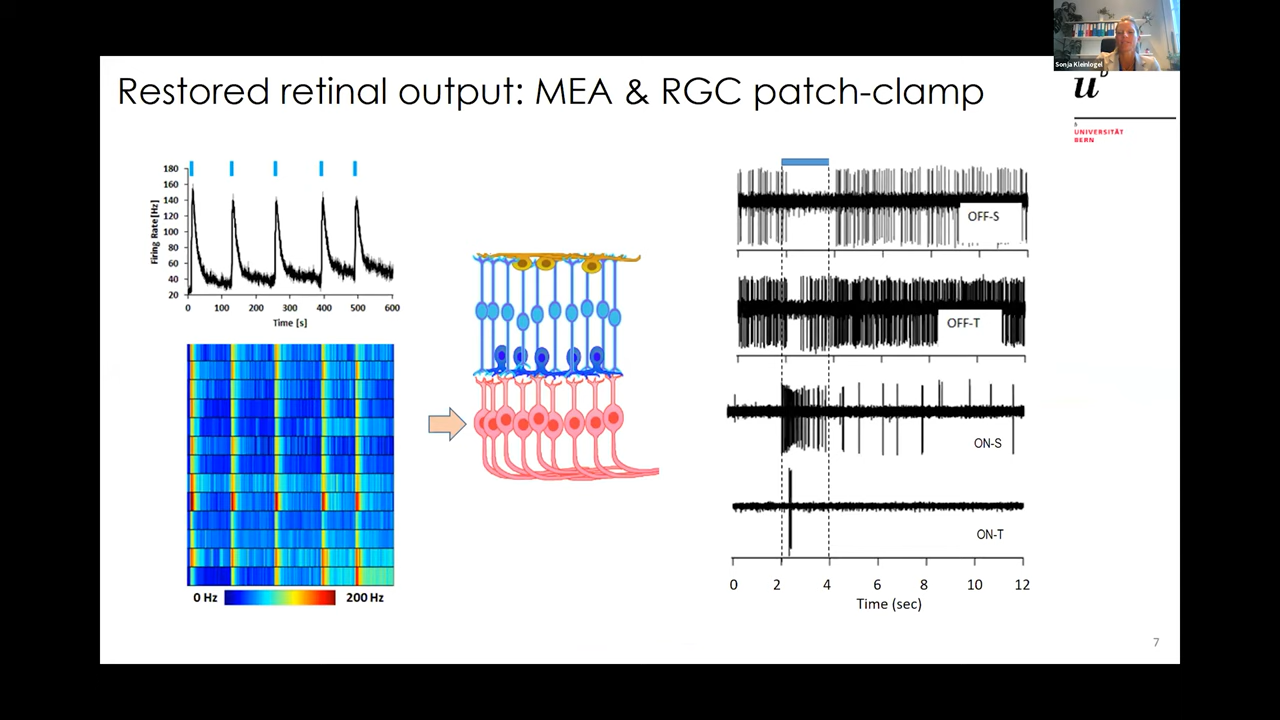 Sonja Kleinlogel
Restored retinal output: MEA & RGC patch-clamp
u
b
b
UNIVERSITÄT
BERN
180
160
140
120
100
80
60
40
20
Firing Rate[Hz]
0 100 200 300 400 500 600
Time [s]
0 Hz 200 Hz
OFF-S
OFF-T
ON-S
ON-T
0 2 4 6 8 10 12
Time (sec)
7